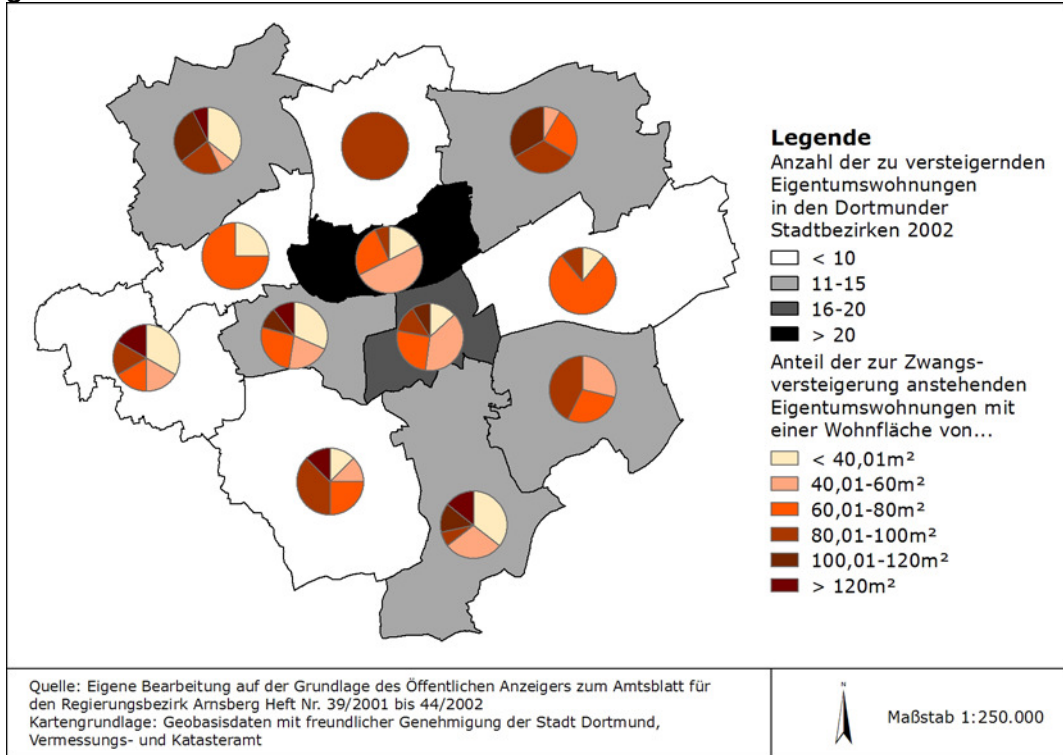 Legende
Anzahl der zu versteigernden
Eigentumswohnungen
in den Dortmunder
Stadtbezirken 2002
< 10
11-15
16-20
> 20
Anteil der zur Zwangs-
versteigerung anstehenden
Eigentumswohnungen mit
einer Wohnfläche von...
< 40,01m²
40,01-60m²
60,01-80m²
80,01-100m²
100,01-120m²
> 120m²
Quelle: Eigene Bearbeitung auf der Grundlage des Öffentlichen Anzeigers zum Amtsblatt für
den Regierungsbezirk Arnsberg Heft Nr. 39/2001 bis 44/2002
Kartengrundlage: Geobasisdaten mit freundlicher Genehmigung der Stadt Dortmund,
Vermessungs- und Katasteramt
N
Maßstab 1:250.000